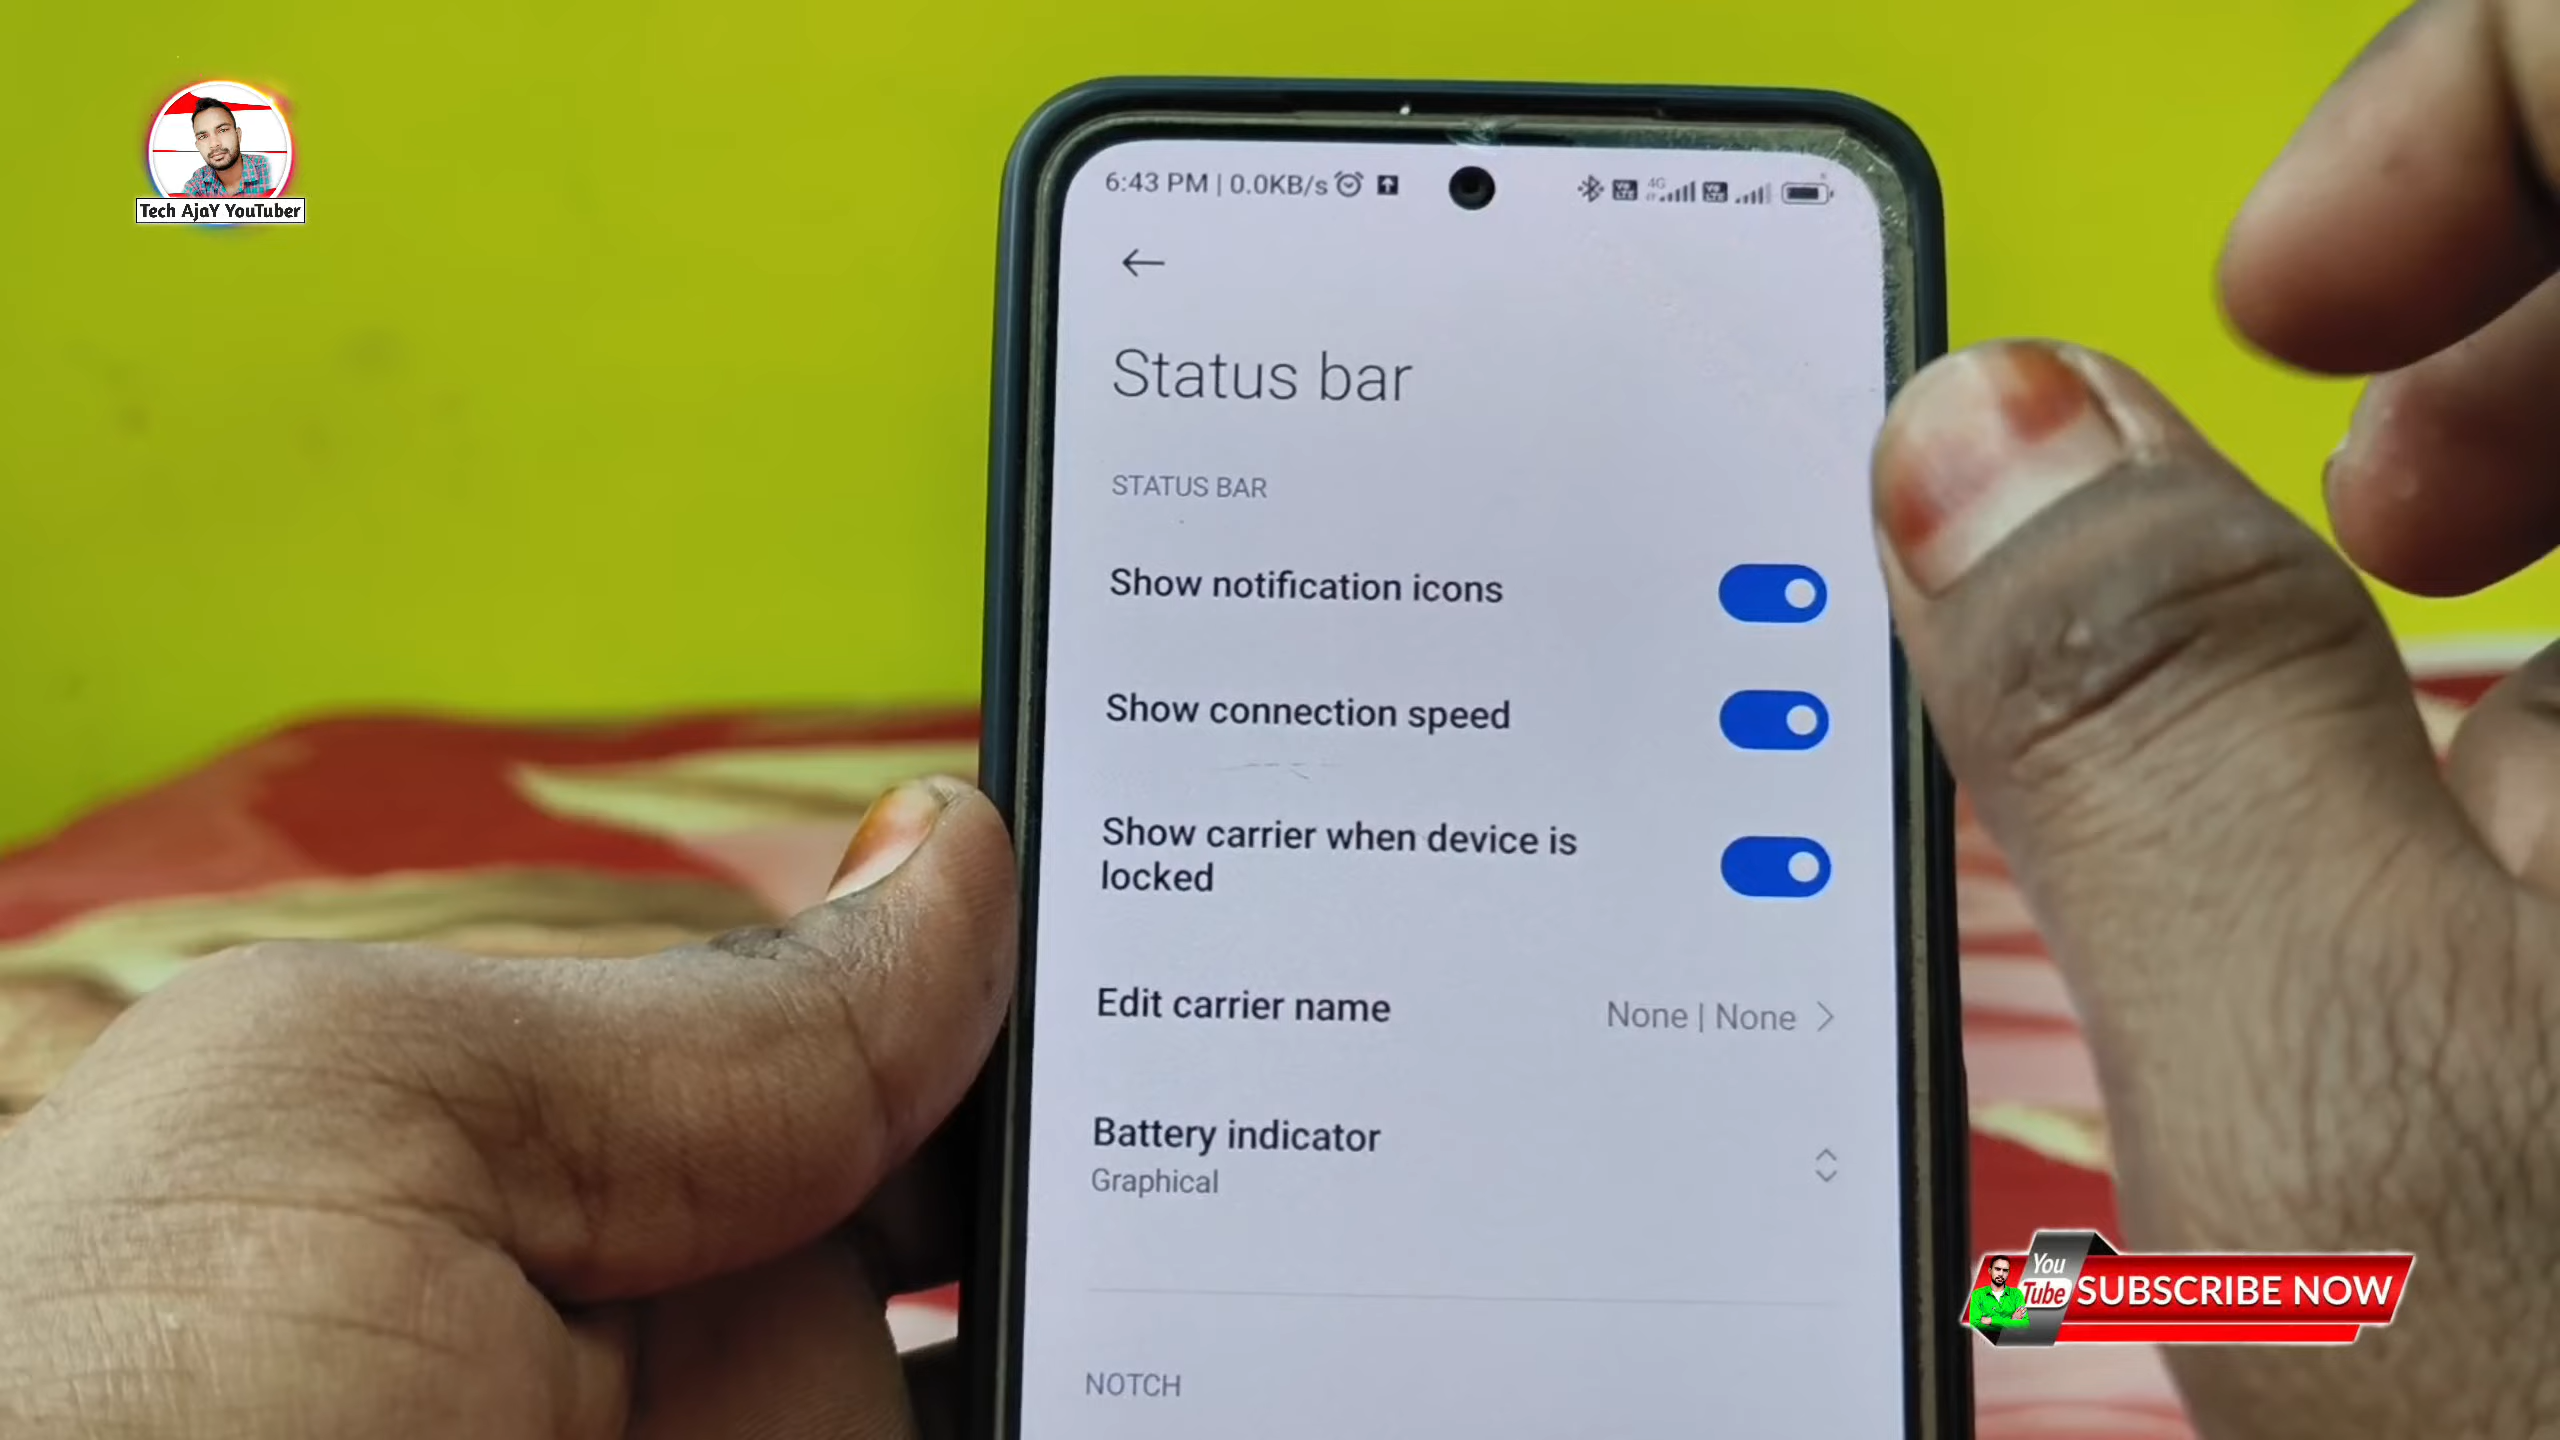 Tech AjaY YouTuber
6:43 PM | 0.0KB/s
4G
Status bar
STATUS BAR
Show notification icons
Show connection speed
Show carrier when device is
locked
Edit carrier name
None | None
Battery indicator
Graphical
NOTCH
You
Tube
SUBSCRIBE NOW